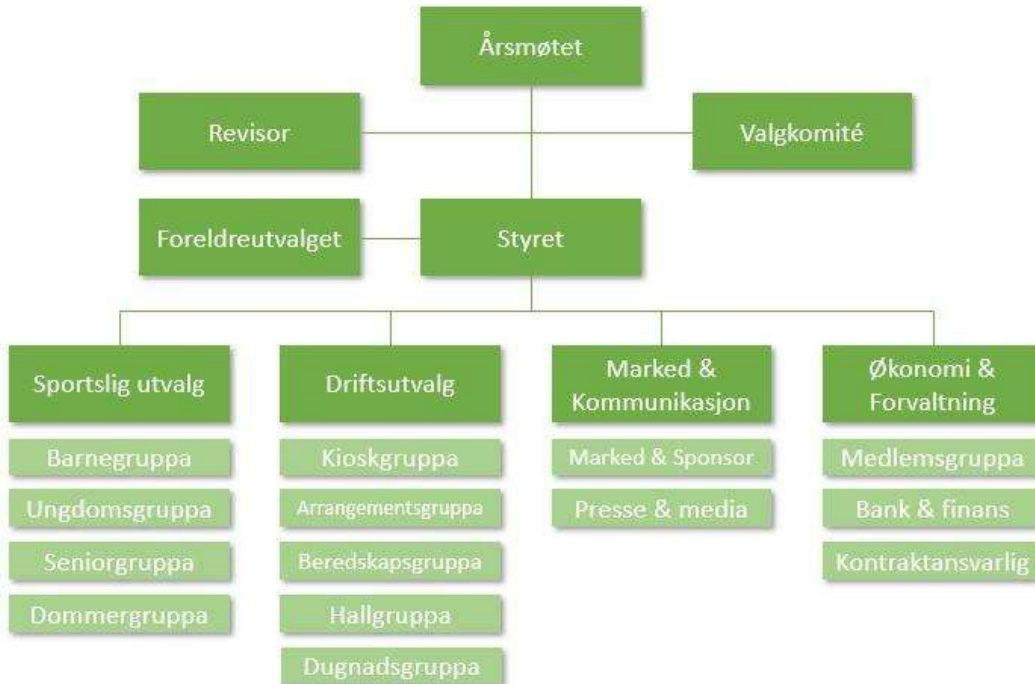 Årsmøtet
Revisor
Valgkomité
Foreldreutvalget
Styret
Sportslig utvalg
Barnegruppa
Ungdomsgruppa
Seniorgruppa
Dommergruppa
Driftsutvalg
Kioskgruppa
Arrangementsgruppa
Beredskapsgruppa
Hallgruppa
Dugnadsgruppa
Marked &
Kommunikasjon
Marked & Sponsor
Presse & media
Økonomi &
Forvaltning
Medlemsgruppa
Bank & finans
Kontraktansvarlig